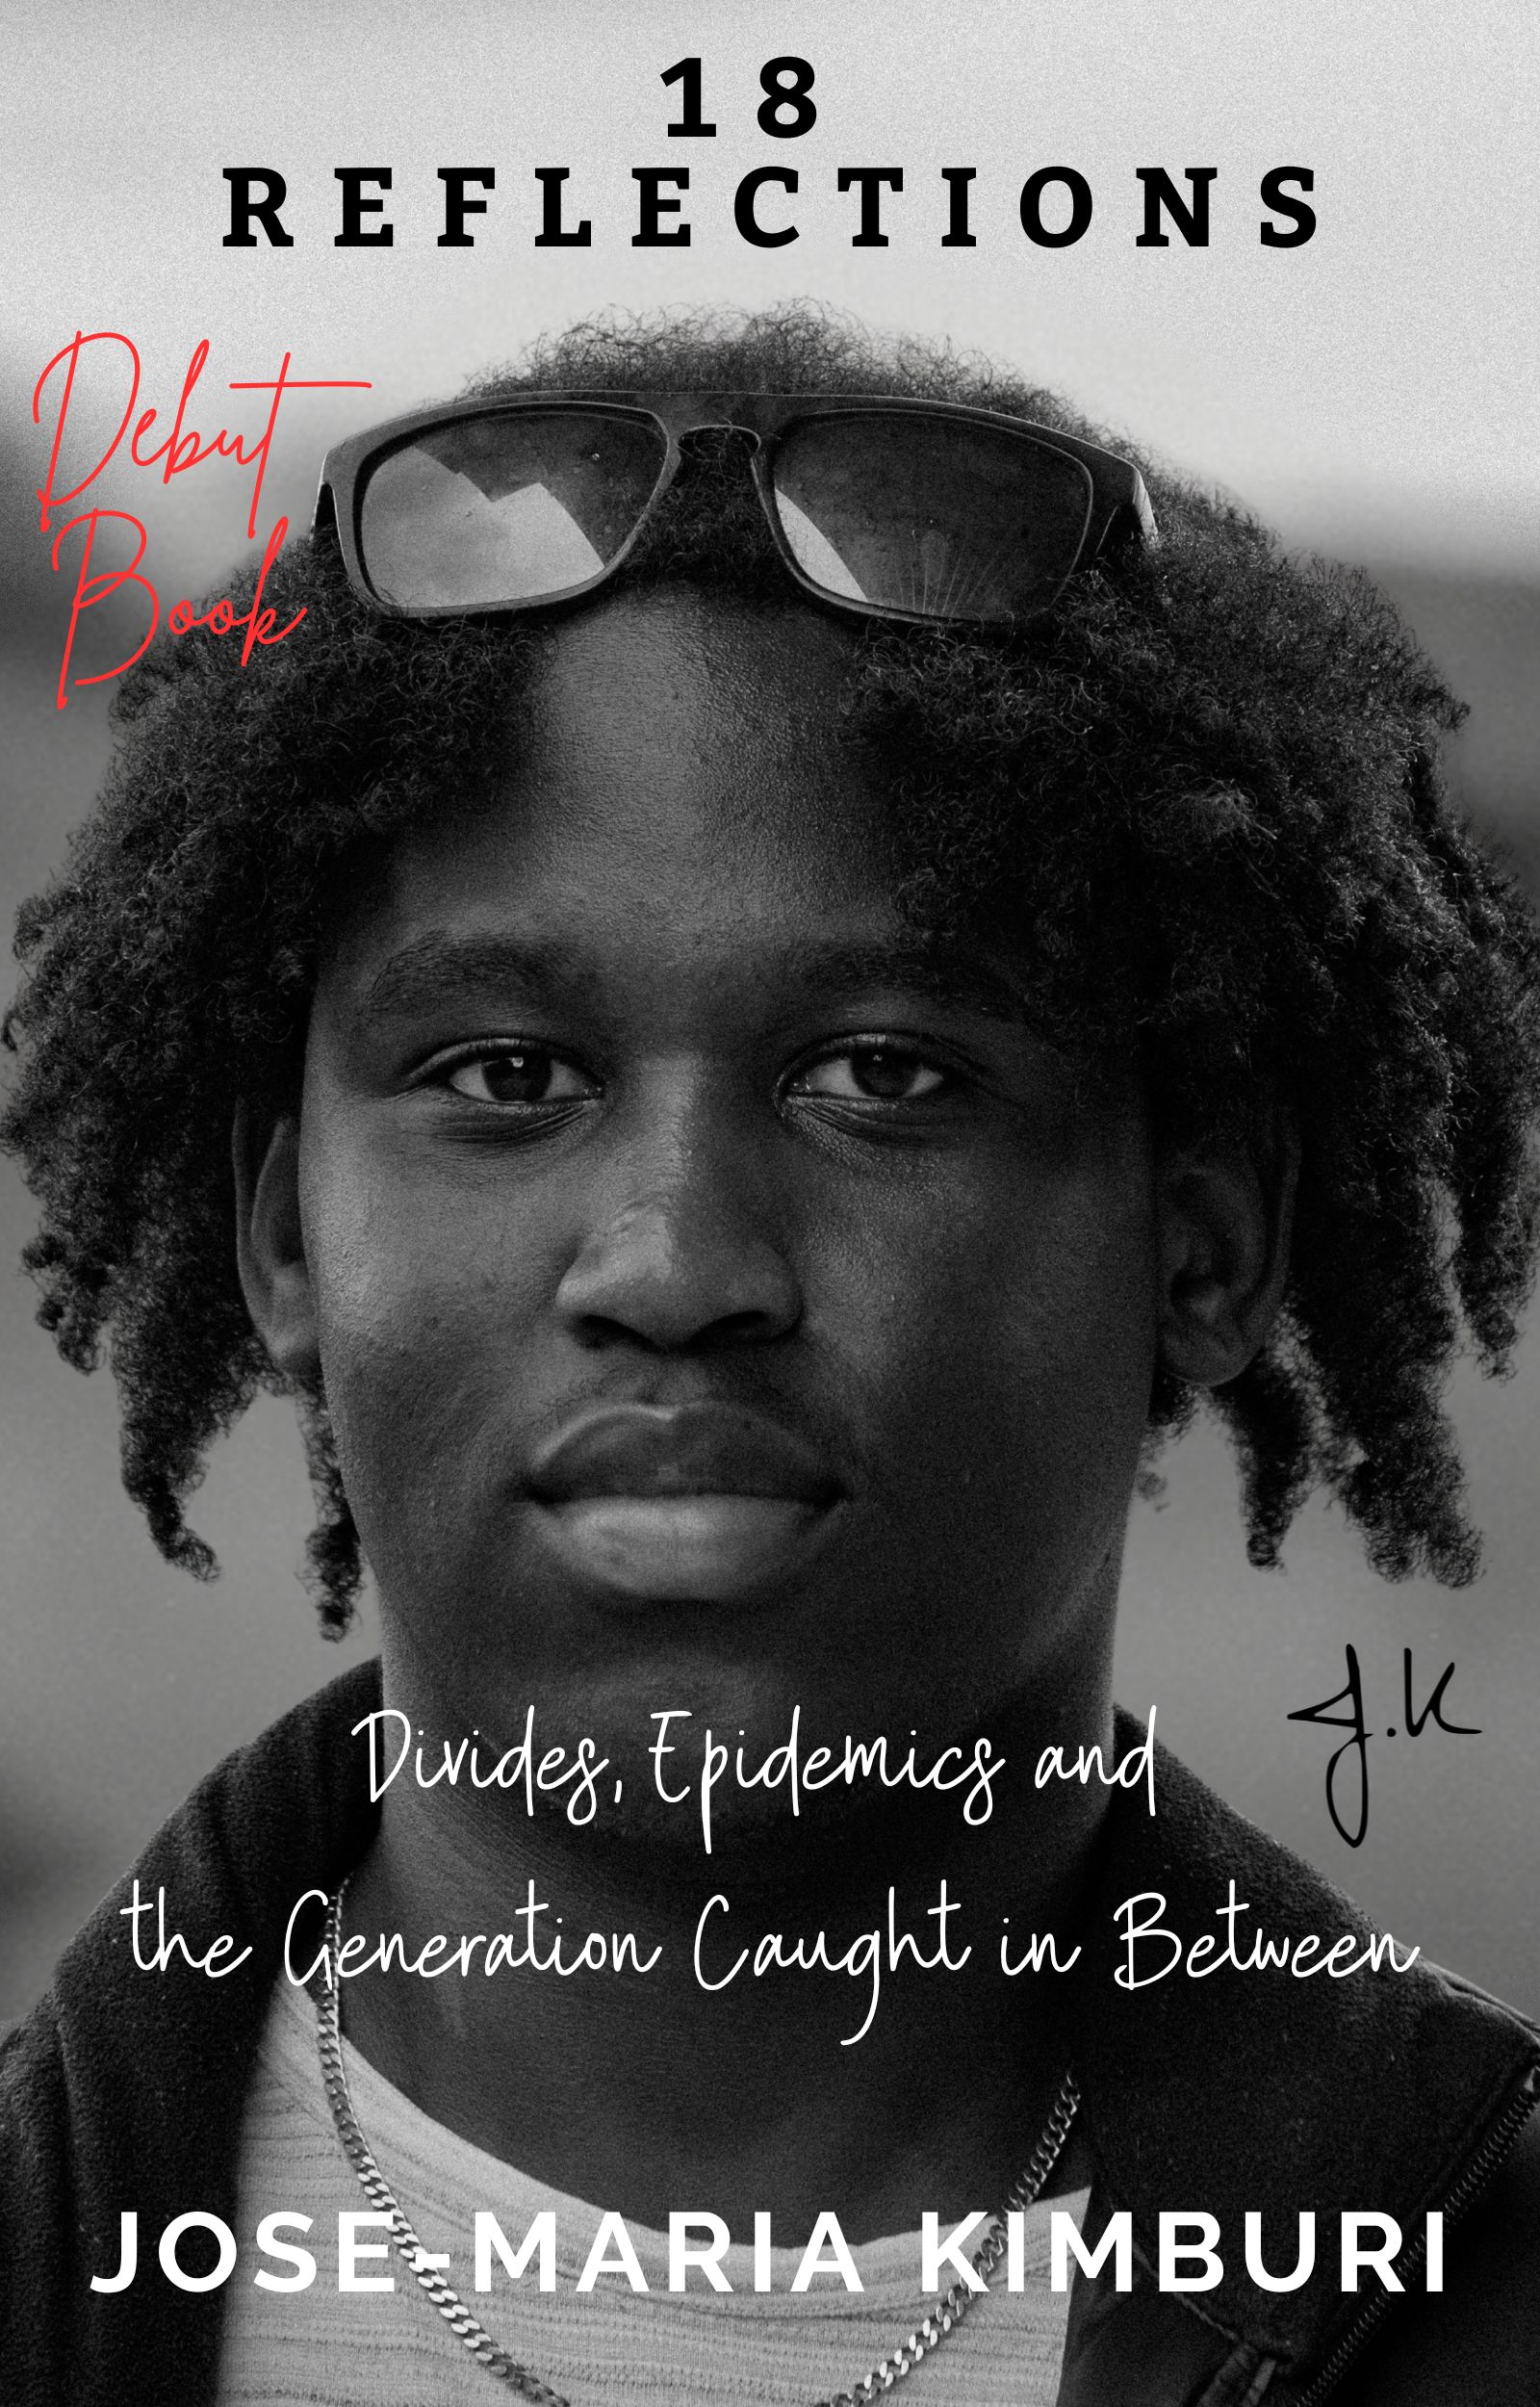 18
REFLECTIONS
Debut
Book
J.K
Divides, Epidemics and
the Generation Caught in Between
JOSE-MARIA KIMBURI